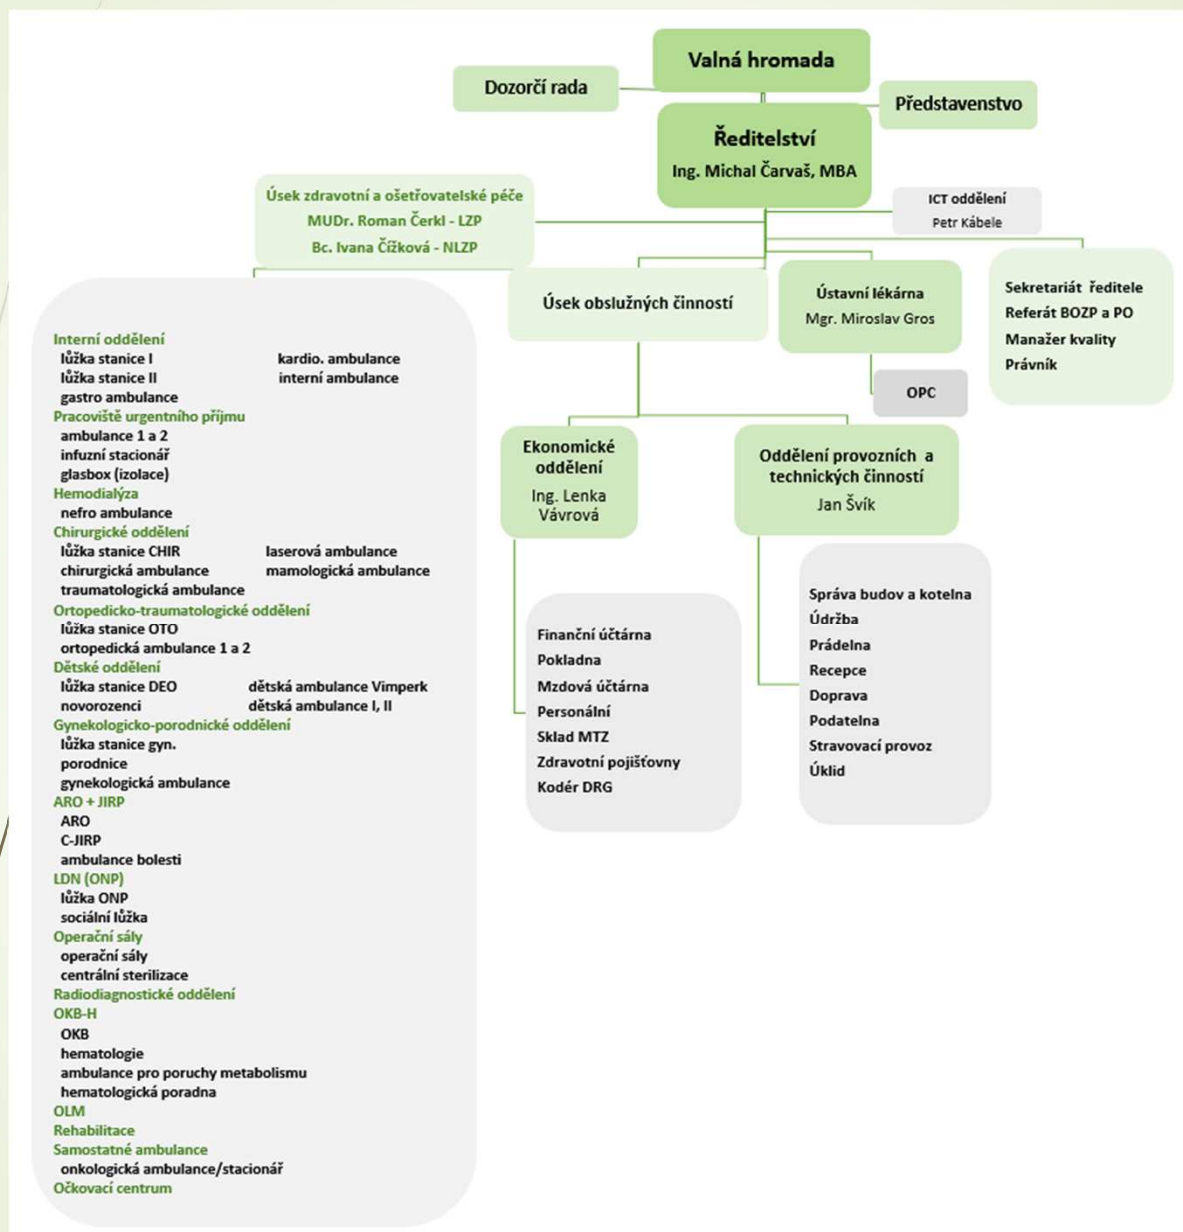 Valná hromada
Dozorčí rada
Představenstvo
Ředitelství
Ing. Michal Čarvaš, MBA
Úsek zdravotní a ošetřovatelské péče
MUDr. Roman Čerkl - LZP
Bc. Ivana Čížková - NLZP
ICT oddělení
Petr Kábele
Úsek obslužných činností
Ústavní lékárna
Mgr. Miroslav Gros
OPC
Sekretariát ředitele
Referát BOZP a PO
Manažer kvality
Právník
Interní oddělení
lůžka stanice I kardio. ambulance
lůžka stanice II interní ambulance
gastro ambulance
Pracoviště urgentního příjmu
ambulance 1 a 2
infuzní stacionář
glasbox (izolace)
Hemodialýza
nefro ambulance
Chirurgické oddělení
lůžka stanice CHIR laserová ambulance
chirurgická ambulance mamologická ambulance
traumatologická ambulance
Ortopedicko-traumatologické oddělení
lůžka stanice OTO
ortopedická ambulance 1 a 2
Dětské oddělení
lůžka stanice DEO dětská ambulance Vimperk
novorozenci dětská ambulance I, II
Gynekologicko-porodnické oddělení
lůžka stanice gyn.
porodnice
gynekologická ambulance
ARO + JIRP
ARO
C-JIRP
ambulance bolesti
LDN (ONP)
lůžka ONP
sociální lůžka
Operační sály
operační sály
centrální sterilizace
Radiodiagnostické oddělení
OKB-H
OKB
hematologie
ambulance pro poruchy metabolismu
hematologická poradna
OLM
Rehabilitace
Samostatné ambulance
onkologická ambulance/stacionář
Očkovací centrum
Ekonomické
oddělení
Ing. Lenka
Vávrová
Oddělení provozních a
technických činností
Jan Švík
Finanční účtárna
Pokladna
Mzdová účtárna
Personální
Sklad MTZ
Zdravotní pojišťovny
Kodér DRG
Správa budov a kotelna
Údržba
Prádelna
Recepce
Doprava
Podatelna
Stravovací provoz
Úklid